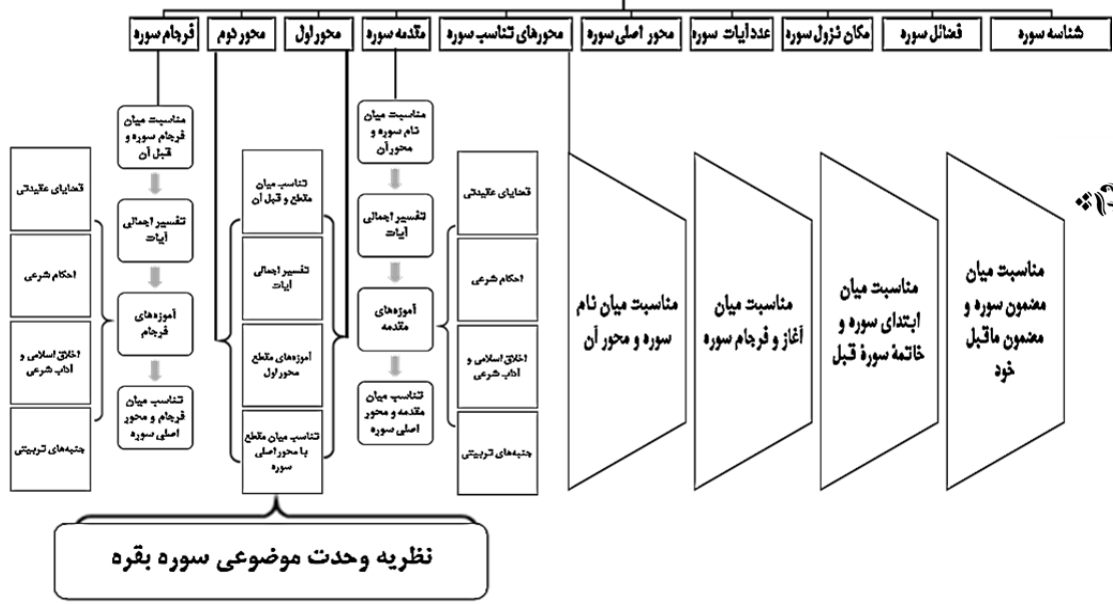 شناسه سوره
فضائل سوره
مکان نزول سوره
عدد آیات سوره
محور اصلی سوره
محورهای تناسب سوره
مقدمه سوره
محور اول
محور دوم
فرجام سوره
مناسبت میان
مضمون سوره و
مضمون ماقبل
خود
مناسبت میان
ابتدای سوره و
خاتمۀ سورۀ قبل
مناسبت میان
آغاز و فرجام سوره
مناسبت میان نام
سوره و محور آن
مناسبت میان
نام سوره و
محور آن
تفسیر اجمالی
آیات
آموزه‌های
مقدمه
تناسب میان
مقدمه و محور
اصلی سوره
قضایای عقیدتی
احکام شرعی
اخلاق اسلامی و
آداب شرعی
جنبه‌های تربیتی
تناسب میان
مقطع و قبل آن
تفسیر اجمالی
آیات
آموزه‌های مقطع
محور اول
تناسب میان مقطع
با محور اصلی
سوره
مناسبت میان
فرجام سوره و
قبل آن
تفسیر اجمالی
آیات
آموزه‌های
فرجام
تناسب میان
فرجام و محور
اصلی سوره
قضایای عقیدتی
احکام شرعی
اخلاق اسلامی و
آداب شرعی
جنبه‌های تربیتی
نظریه وحدت موضوعی سوره بقره